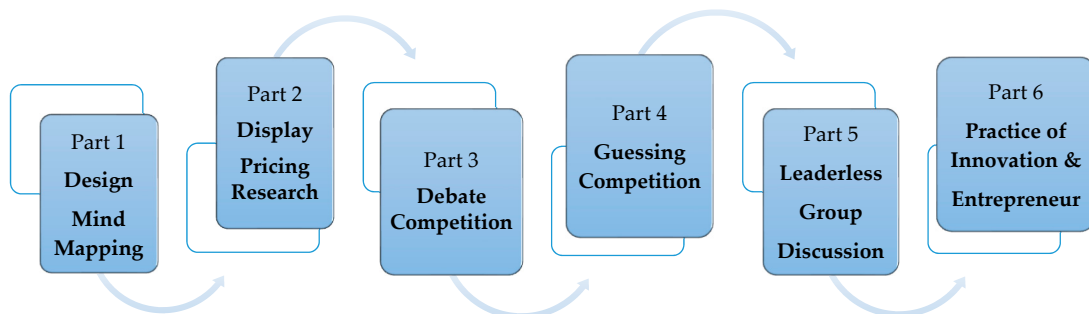 Part 1
Design
Mind
Mapping
Part 2
Display
Pricing
Research
Part 3
Debate
Competition
Part 4
Guessing
Competition
Part 5
Leaderless
Group
Discussion
Part 6
Practice of
Innovation &
Entrepreneur